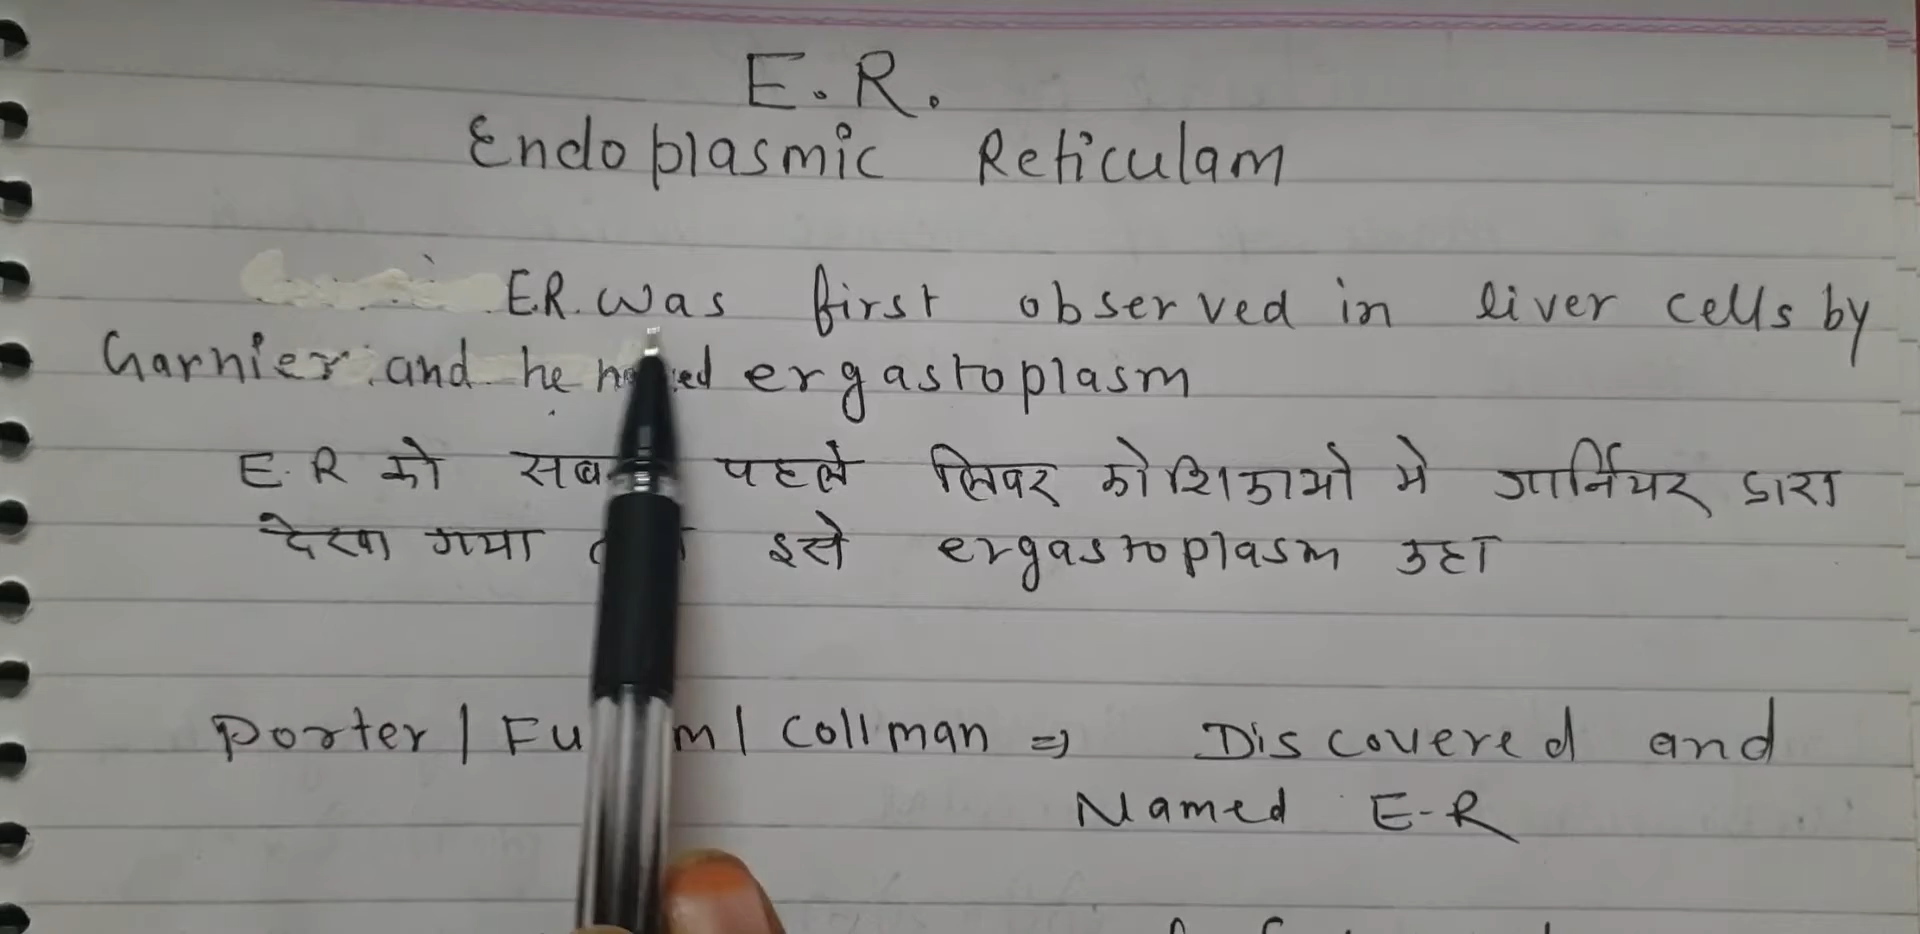 E.R.
Endoplasmic Reticulam
E.R. was first observed in liver cells by
Garnier and he ergastoplasm
E.R को पहले लिवर कोशिकाओ मे गार्नियर द्वारा
देखा गया इसे ergastoplasm कहा
Porter / / Collman ⇒ Discovered and
Named E-R